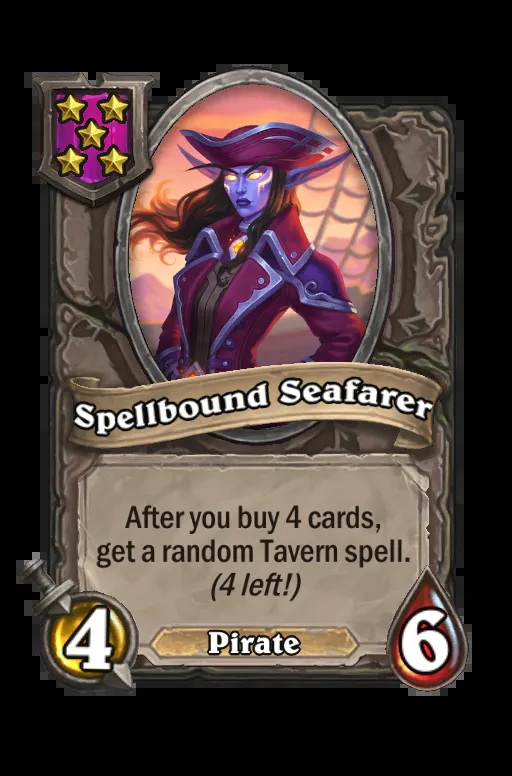 Spellbound Seafarer
After you buy 4 cards,
get a random Tavern spell.
(4 left!)
4
Pirate
6